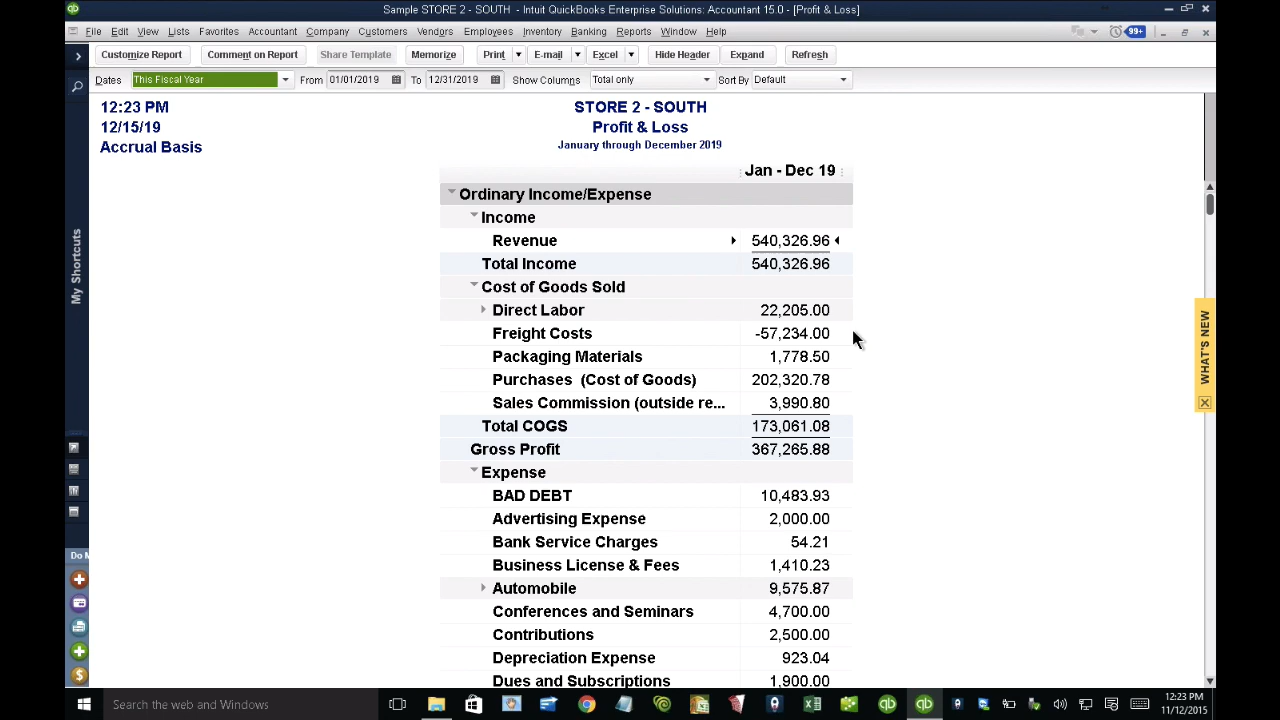 Sample STORE 2 - SOUTH - Intuit QuickBooks Enterprise Solutions: Accountant 15.0 - [Profit & Loss]
File Edit View Lists Favorites Accountant Company Customers Vendors Employees Inventory Banking Reports Window Help 99+
Customize Report Comment on Report Share Template Memorize Print E-mail Excel Hide Header Expand Refresh
Dates This Fiscal Year From 01/01/2019 To 12/31/2019 Show Columns Total only Sort By Default
12:23 PM
12/15/19
Accrual Basis
STORE 2 - SOUTH
Profit & Loss
January through December 2019
Jan - Dec 19
Ordinary Income/Expense
Income
Revenue 540,326.96
Total Income 540,326.96
Cost of Goods Sold
Direct Labor 22,205.00
Freight Costs -57,234.00
Packaging Materials 1,778.50
Purchases (Cost of Goods) 202,320.78
Sales Commission (outside re... 3,990.80
Total COGS 173,061.08
Gross Profit 367,265.88
Expense
BAD DEBT 10,483.93
Advertising Expense 2,000.00
Bank Service Charges 54.21
Business License & Fees 1,410.23
Automobile 9,575.87
Conferences and Seminars 4,700.00
Contributions 2,500.00
Depreciation Expense 923.04
Dues and Subscriptions 1,900.00
My Shortcuts
Do M
WHAT'S NEW
Search the web and Windows
12:23 PM
11/12/2015